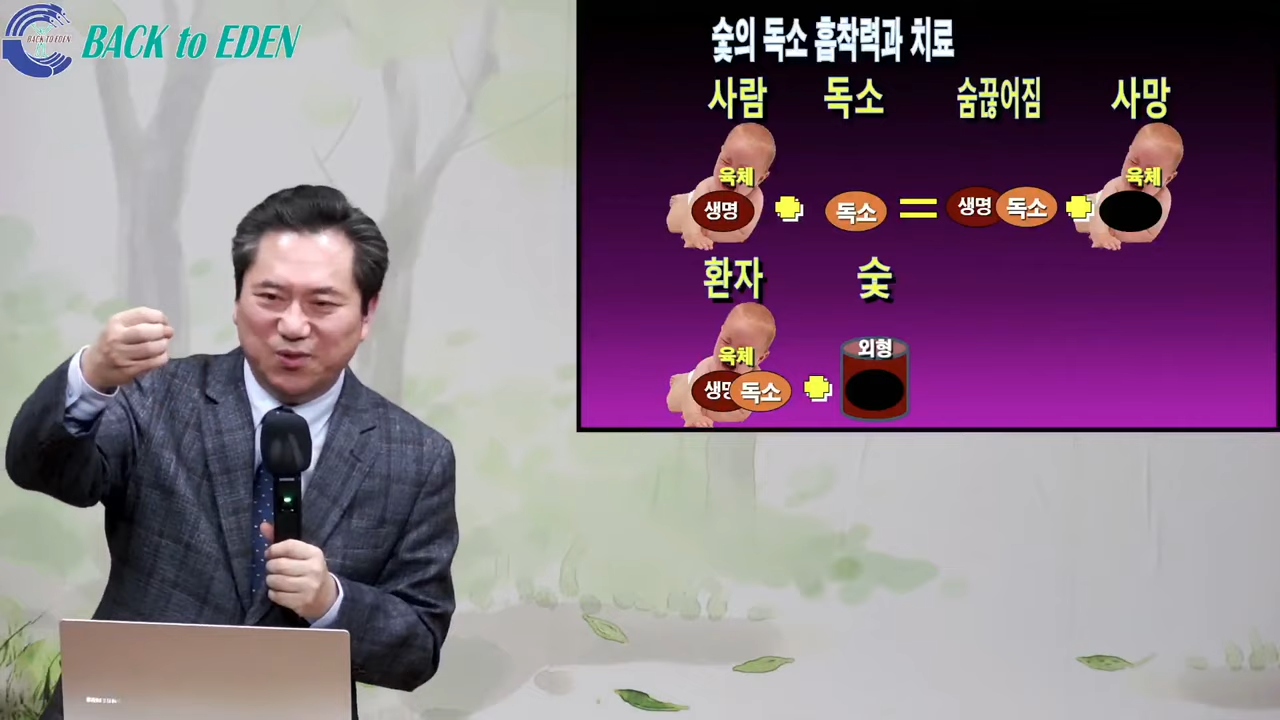 BACK TO EDEN
BACK to EDEN
숯의 독소 흡착력과 치료
사람 독소 숨끊어짐 사망
육체 육체
생명 독소 생명 독소
환자 숯
육체 외형
생명 독소